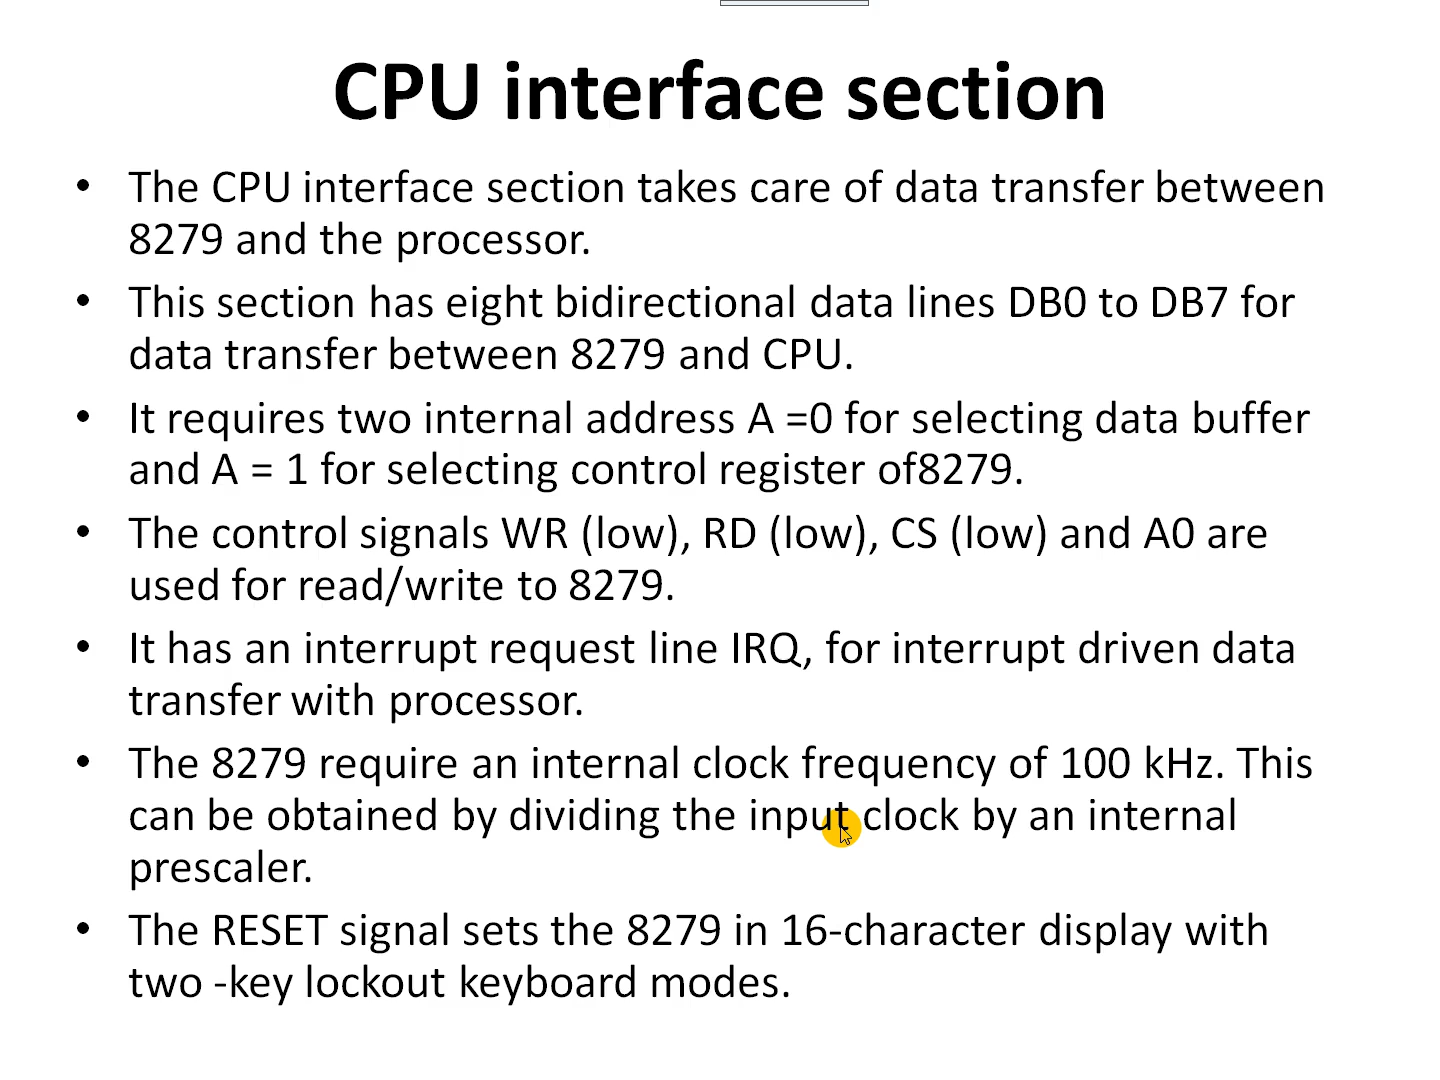 CPU interface section
• The CPU interface section takes care of data transfer between
8279 and the processor.
• This section has eight bidirectional data lines DB0 to DB7 for
data transfer between 8279 and CPU.
• It requires two internal address A =0 for selecting data buffer
and A = 1 for selecting control register of8279.
• The control signals WR (low), RD (low), CS (low) and A0 are
used for read/write to 8279.
• It has an interrupt request line IRQ, for interrupt driven data
transfer with processor.
• The 8279 require an internal clock frequency of 100 kHz. This
can be obtained by dividing the input clock by an internal
prescaler.
• The RESET signal sets the 8279 in 16-character display with
two -key lockout keyboard modes.